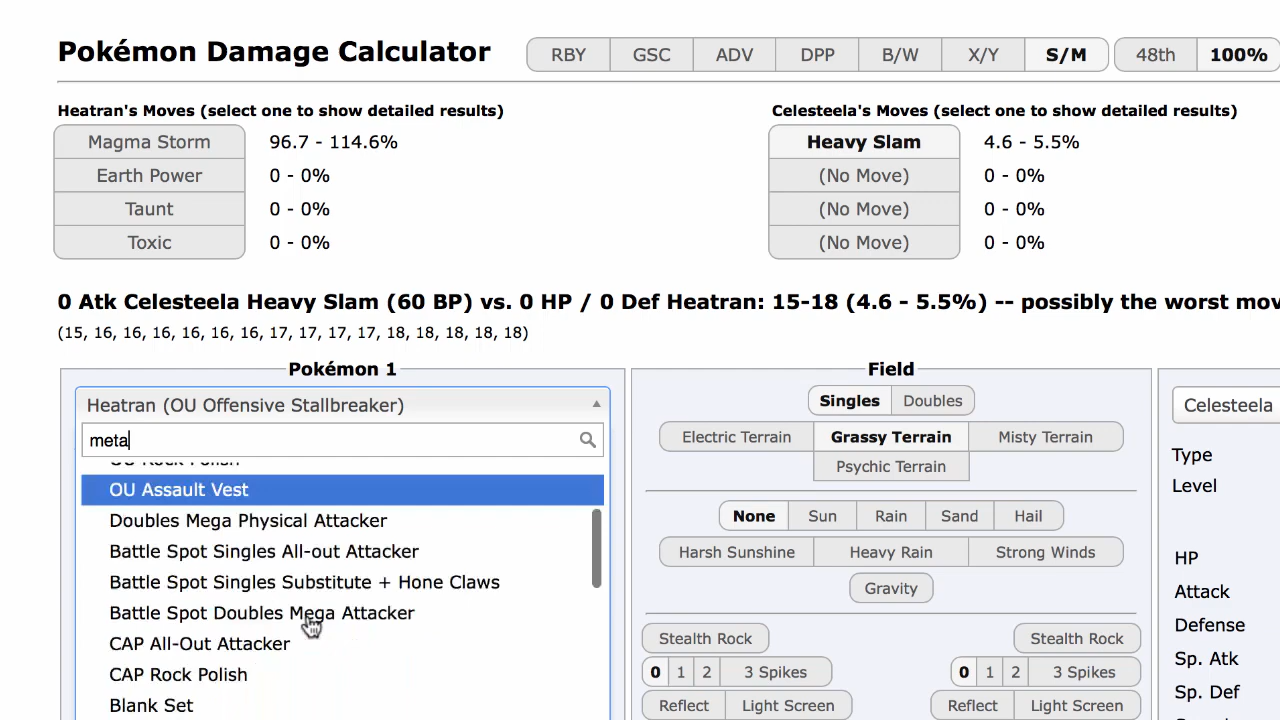 Pokémon Damage Calculator RBY GSC ADV DPP B/W X/Y S/M 48th 100%
Heatran's Moves (select one to show detailed results) Celesteela's Moves (select one to show detailed results)
Magma Storm 96.7 - 114.6% Heavy Slam 4.6 - 5.5%
Earth Power 0 - 0% (No Move) 0 - 0%
Taunt 0 - 0% (No Move) 0 - 0%
Toxic 0 - 0% (No Move) 0 - 0%
0 Atk Celesteela Heavy Slam (60 BP) vs. 0 HP / 0 Def Heatran: 15-18 (4.6 - 5.5%) -- possibly the worst mov
(15, 16, 16, 16, 16, 16, 16, 17, 17, 17, 17, 18, 18, 18, 18, 18)
Pokémon 1
Heatran (OU Offensive Stallbreaker)
meta
OU Rock Polish
OU Assault Vest
Doubles Mega Physical Attacker
Battle Spot Singles All-out Attacker
Battle Spot Singles Substitute + Hone Claws
Battle Spot Doubles Mega Attacker
CAP All-Out Attacker
CAP Rock Polish
Blank Set
Field
Singles Doubles
Electric Terrain Grassy Terrain Misty Terrain
Psychic Terrain
None Sun Rain Sand Hail
Harsh Sunshine Heavy Rain Strong Winds
Gravity
Stealth Rock Stealth Rock
0 1 2 3 Spikes 0 1 2 3 Spikes
Reflect Light Screen Reflect Light Screen
Celesteela
Type
Level
HP
Attack
Defense
Sp. Atk
Sp. Def